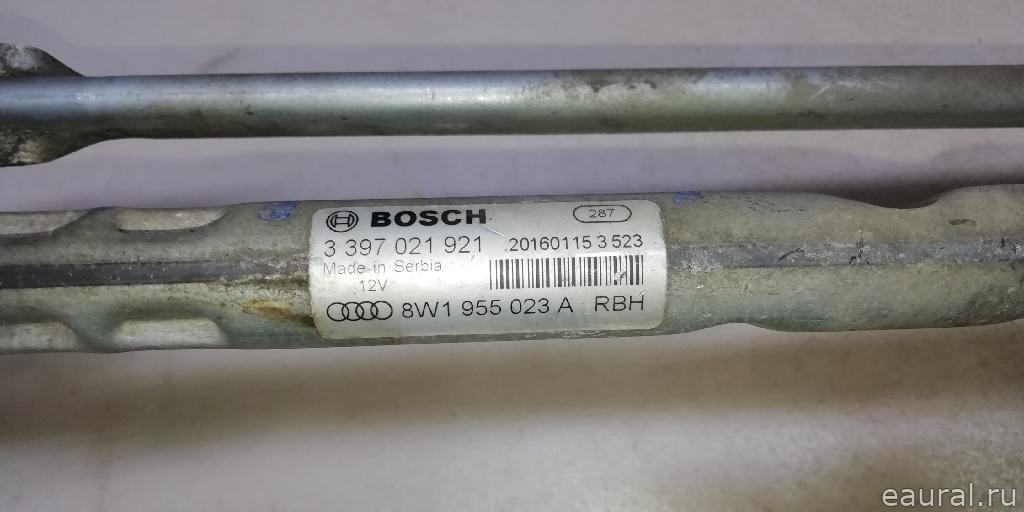 BOSCH 287
3 397 021 921 .20160115 3 523
Made in Serbia
12V
8W1 955 023 A RBH
eaural.ru